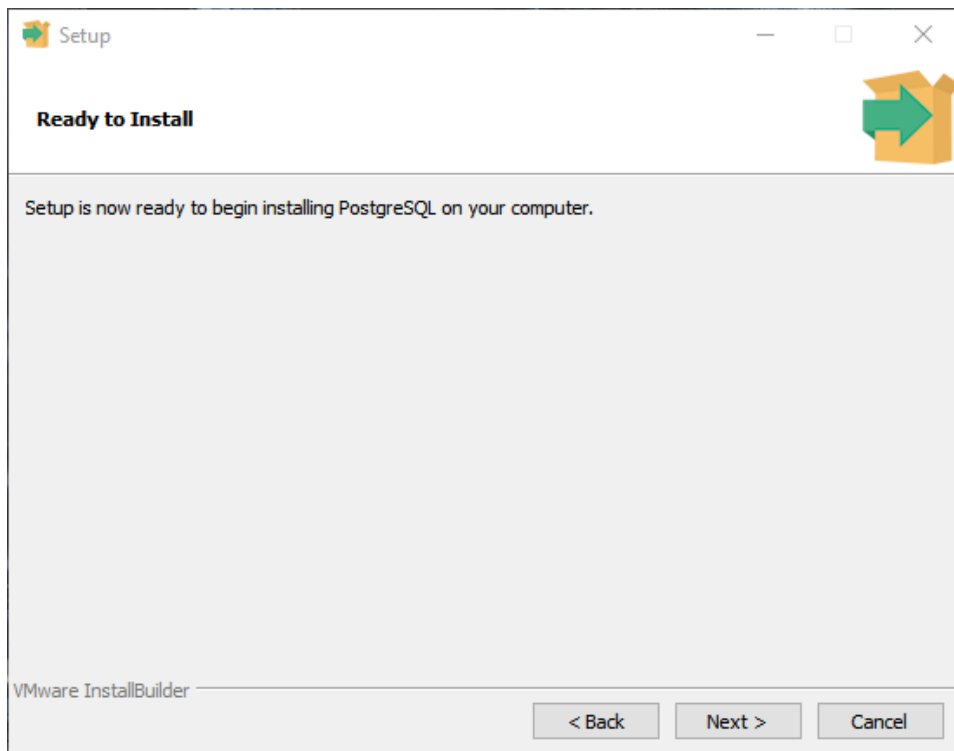 Setup
Ready to Install
Setup is now ready to begin installing PostgreSQL on your computer.
VMware InstallBuilder
< Back Next > Cancel